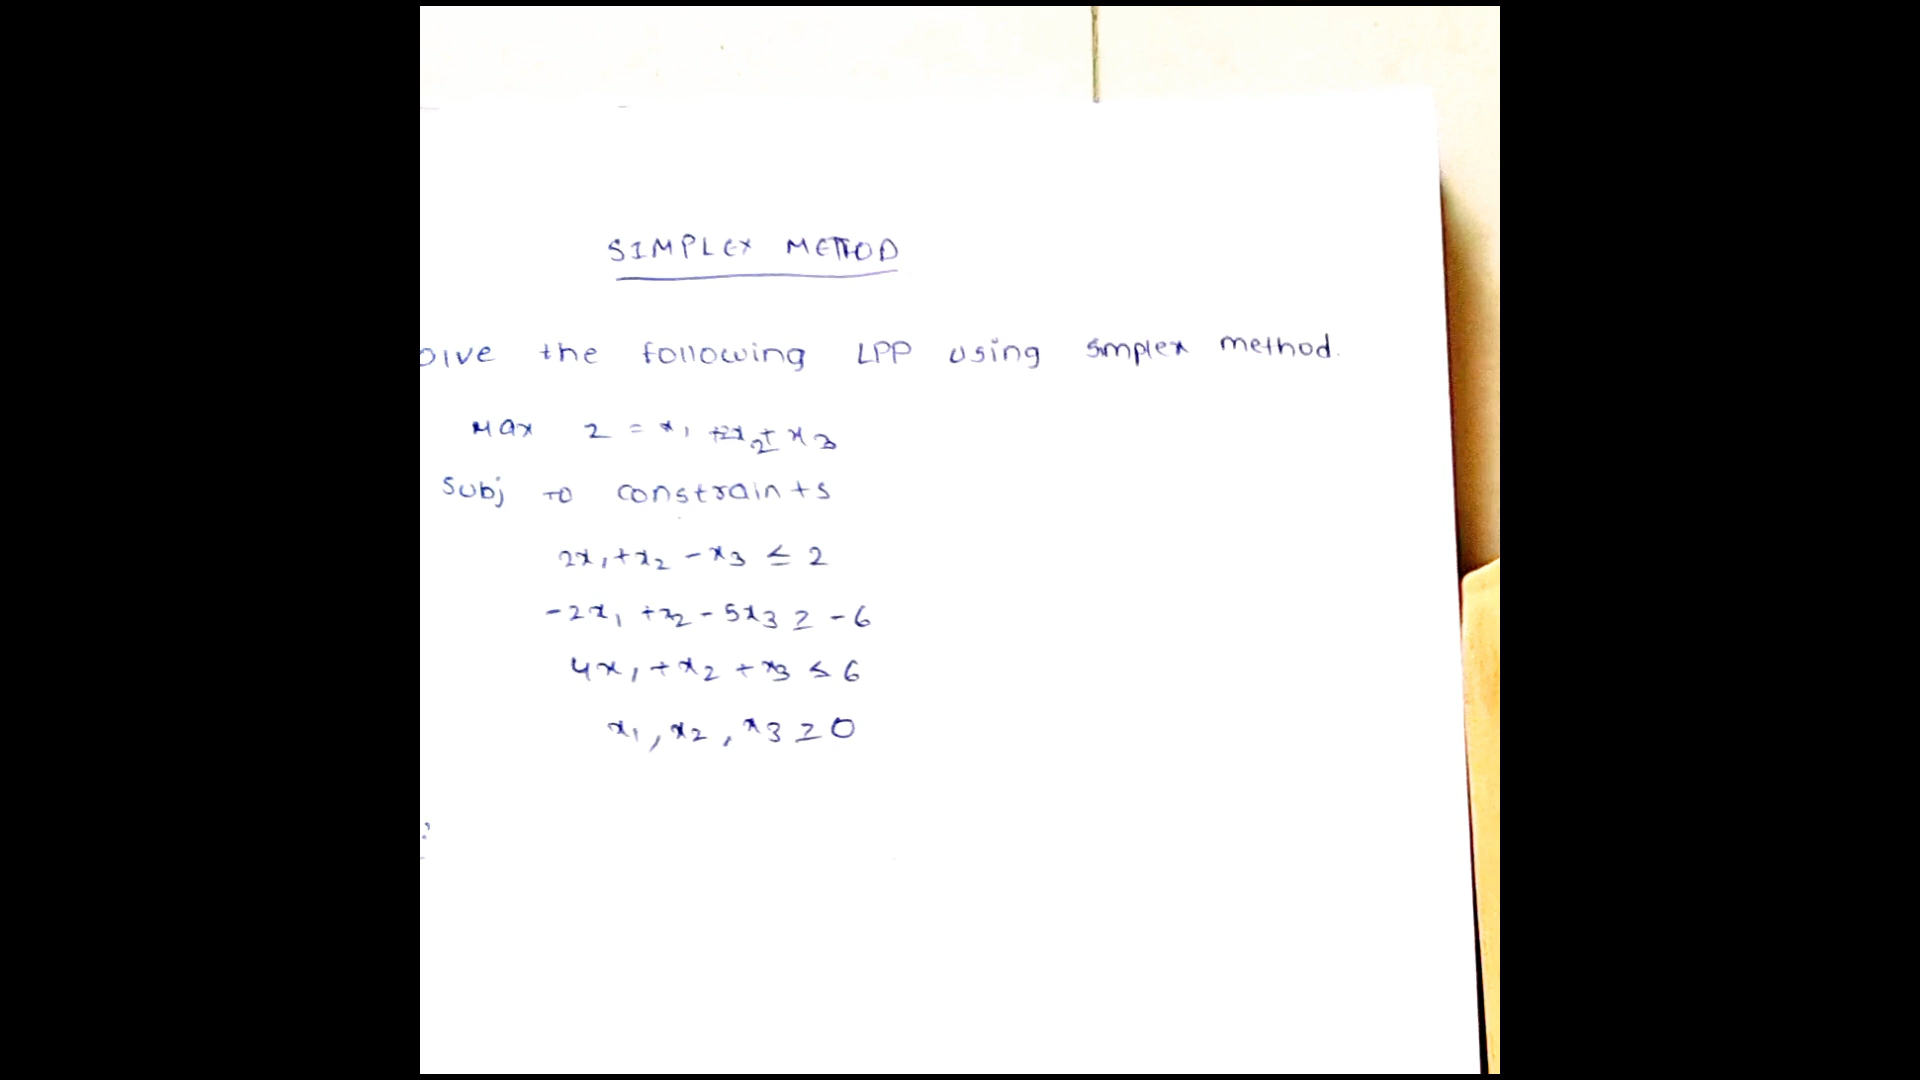 SIMPLEX METHOD
olve the following LPP using simplex method.
Max Z = x₁ + 2x₂ + x₃
Subj to constraints
2x₁ + x₂ - x₃ ≤ 2
-2x₁ + x₂ - 5x₃ ≥ -6
4x₁ + x₂ + x₃ ≤ 6
x₁, x₂, x₃ ≥ 0